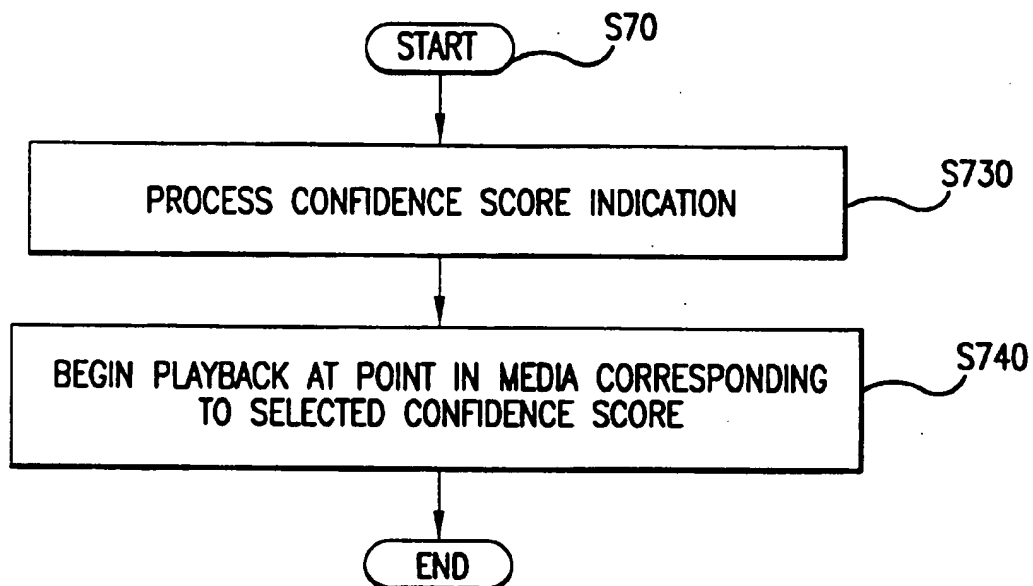 START
S70
PROCESS CONFIDENCE SCORE INDICATION
S730
BEGIN PLAYBACK AT POINT IN MEDIA CORRESPONDING
TO SELECTED CONFIDENCE SCORE
S740
END